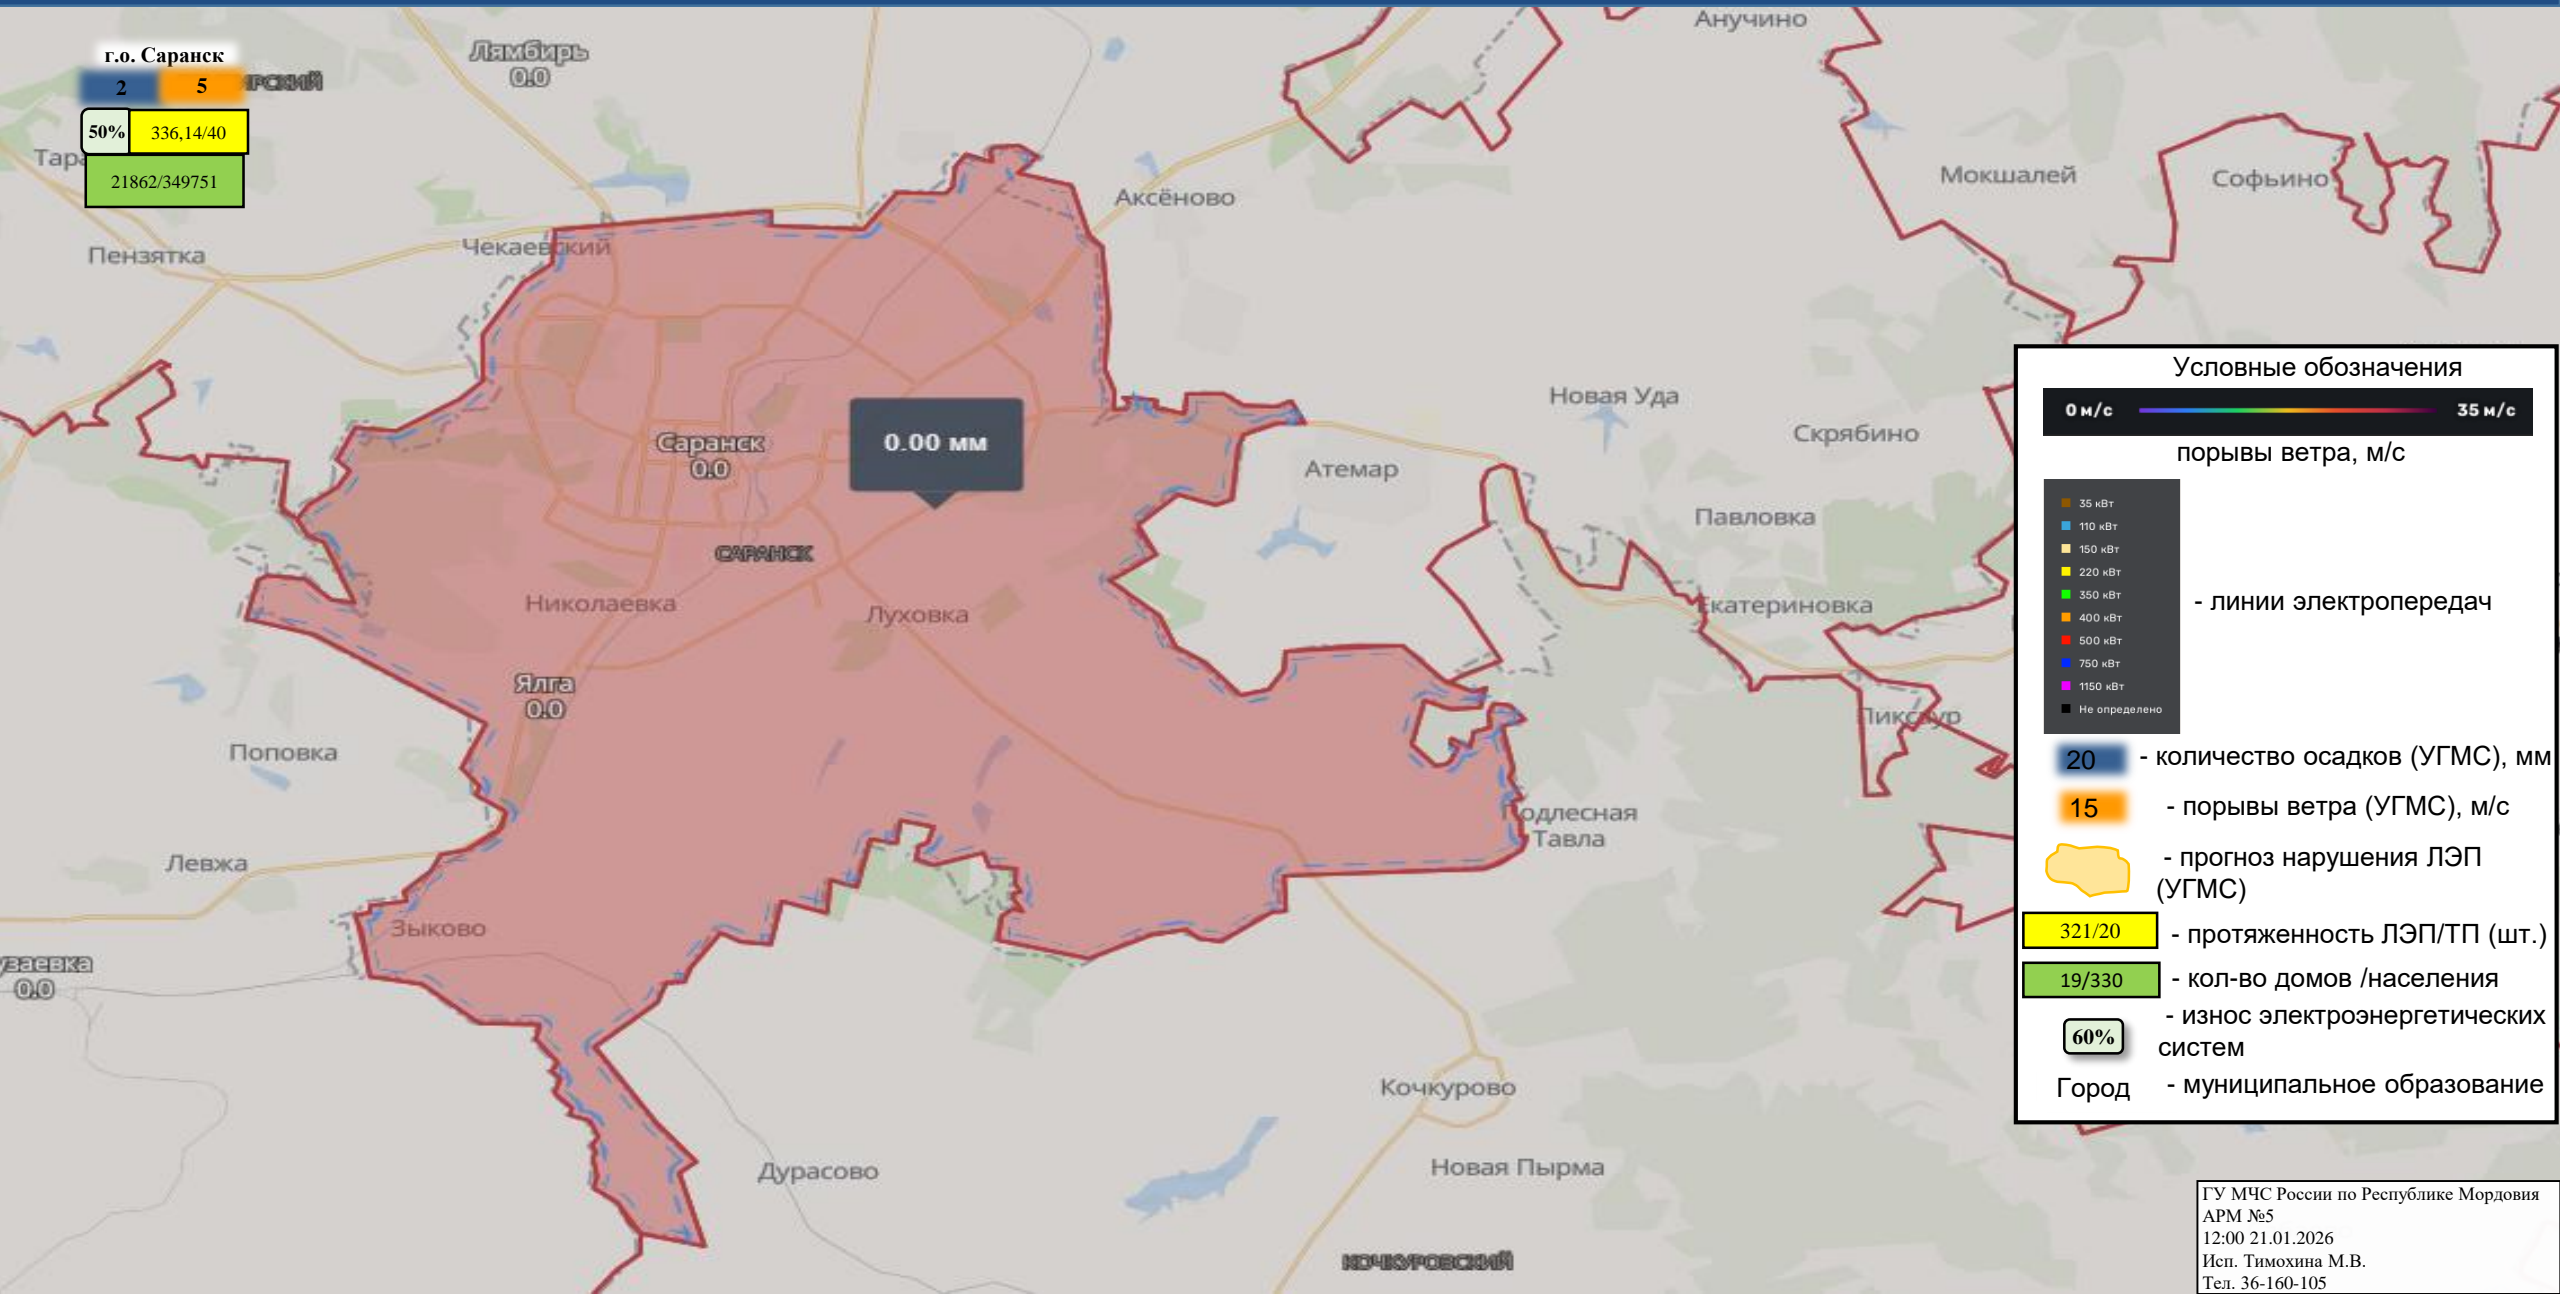 Анучино
г.о. Саранск
Лямбирь
0.0
2
5
ИРСКИЙ
50%
336,14/40
21862/349751
Аксёново
Мокшалей
Софьино
Пензятка
Чекаевский
Новая Уда
Скрябино
Саранск
0.0
0.00 мм
Атемар
Павловка
САРАНСК
Николаевка
Луховка
Екатериновка
Ялга
0.0
Пиксаур
Поповка
Подлесная
Тавла
Левжа
Зыково
узаевка
0.0
Кочкурово
Дурасово
Новая Пырма
КОЧКУРОВСКИЙ
Условные обозначения
0 м/с
35 м/с
порывы ветра, м/с
35 кВт
110 кВт
150 кВт
220 кВт
350 кВт
400 кВт
500 кВт
750 кВт
1150 кВт
Не определено
- линии электропередач
20 - количество осадков (УГМС), мм
15 - порывы ветра (УГМС), м/с
- прогноз нарушения ЛЭП
(УГМС)
321/20 - протяженность ЛЭП/ТП (шт.)
19/330 - кол-во домов /населения
60% - износ электроэнергетических
систем
Город - муниципальное образование
ГУ МЧС России по Республике Мордовия
АРМ №5
12:00 21.01.2026
Исп. Тимохина М.В.
Тел. 36-160-105